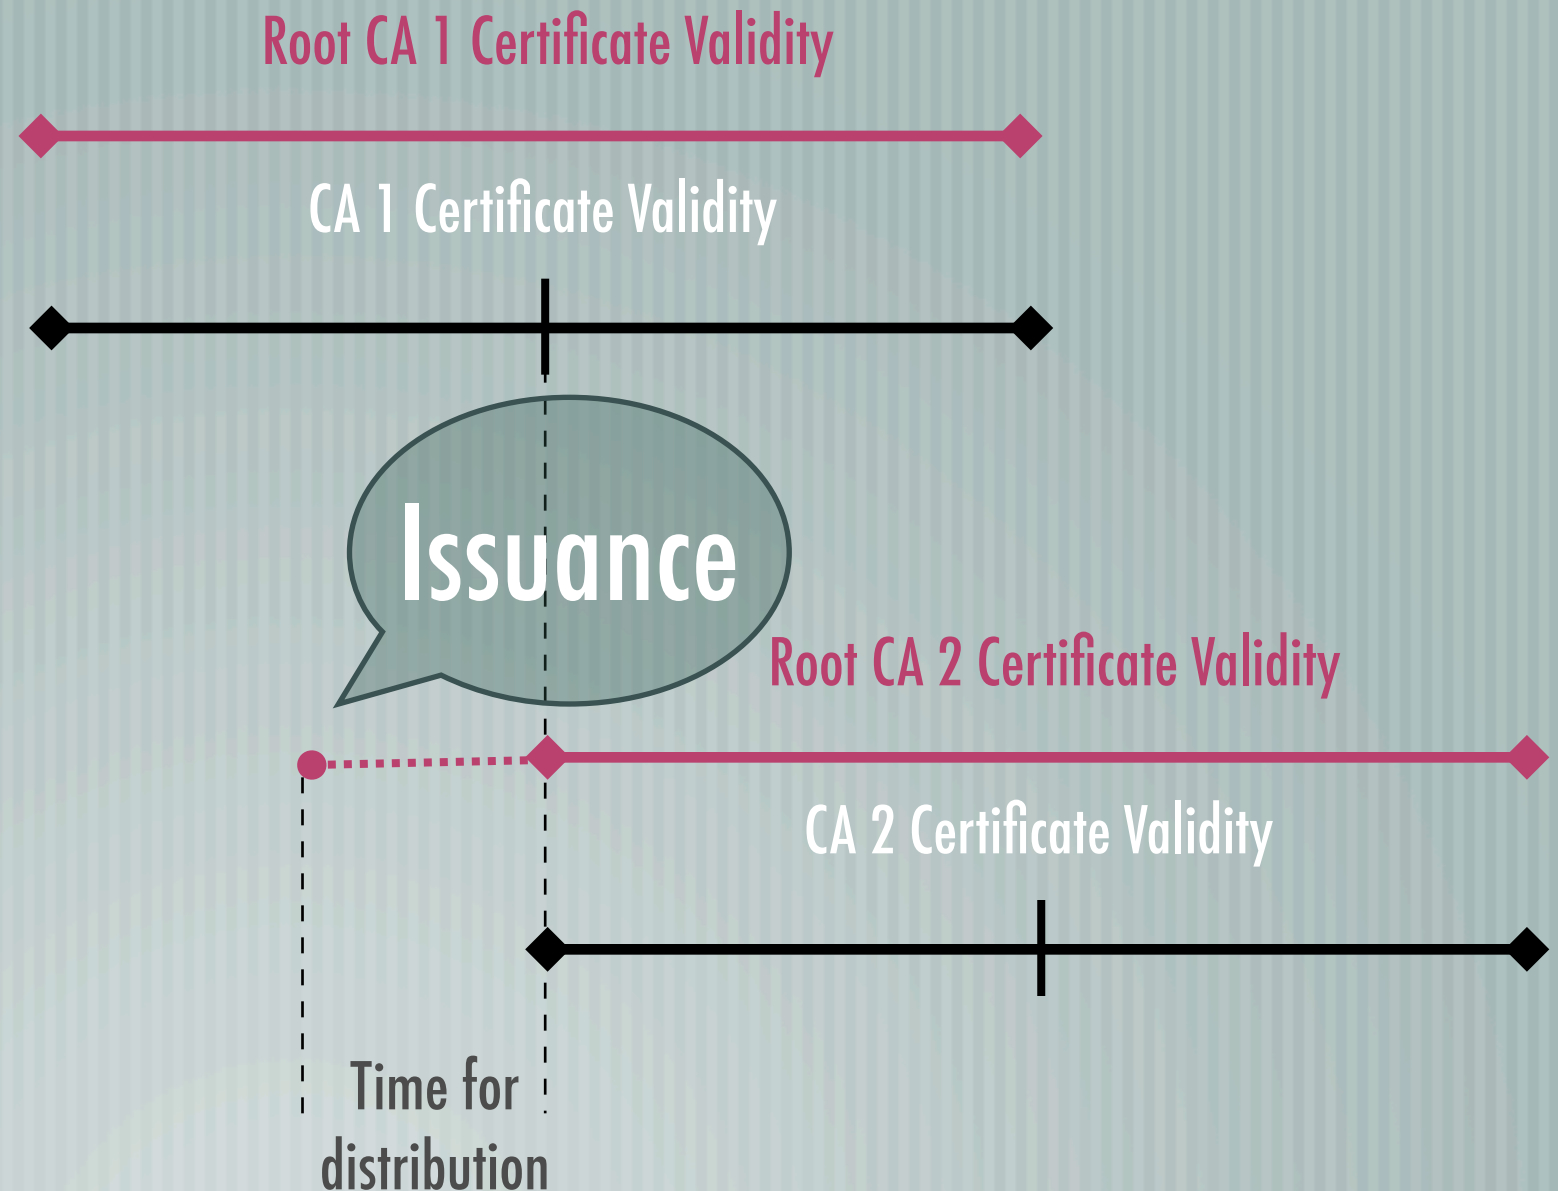 Root CA 1 Certificate Validity
CA 1 Certificate Validity
Issuance
Root CA 2 Certificate Validity
CA 2 Certificate Validity
Time for
distribution